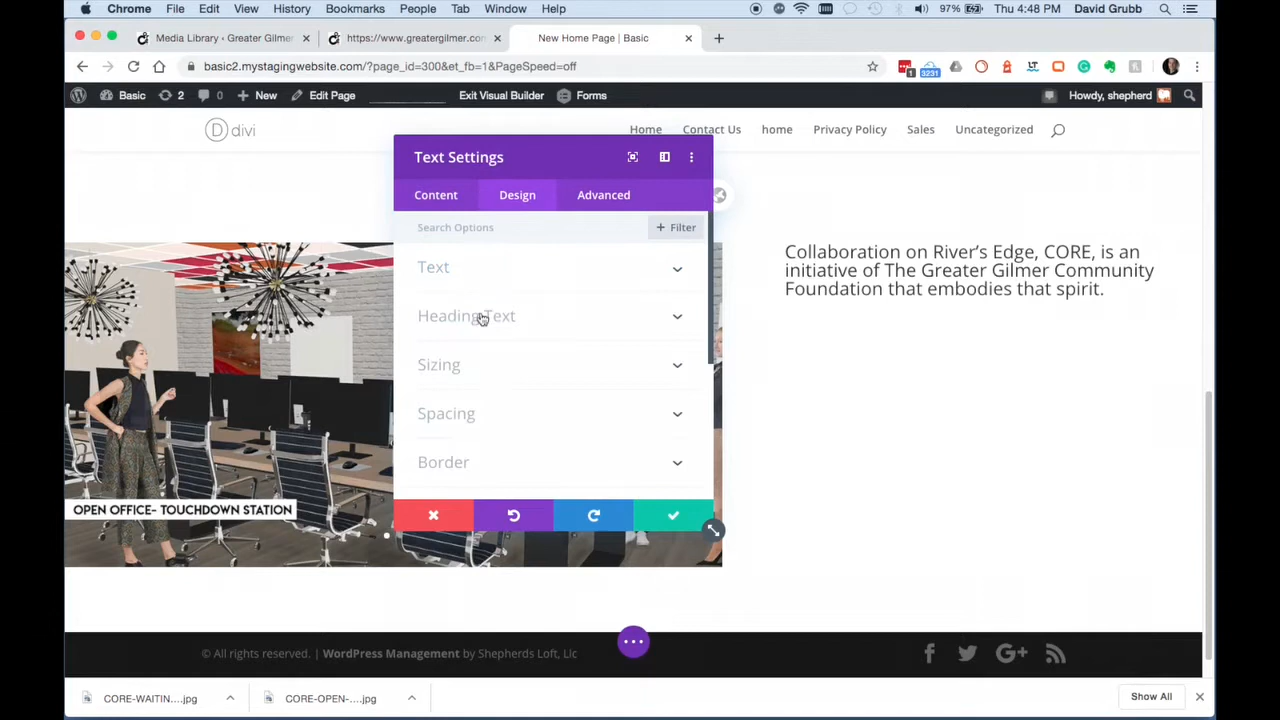 Chrome File Edit View History Bookmarks People Tab Window Help 97% Thu 4:48 PM David Grubb
Media Library ‹ Greater Gilmer https://www.greatergilmer.com New Home Page | Basic
basic2.mystagingwebsite.com/?page_id=300&et_fb=1&PageSpeed=off 1 3231 LT
Basic 2 0 New Edit Page Exit Visual Builder Forms Howdy, shepherd
D divi Home Contact Us home Privacy Policy Sales Uncategorized
Text Settings
Content Design Advanced
Search Options + Filter
Text
Heading Text
Sizing
Spacing
Border
Collaboration on River’s Edge, CORE, is an
initiative of The Greater Gilmer Community
Foundation that embodies that spirit.
OPEN OFFICE- TOUCHDOWN STATION
© All rights reserved. | WordPress Management by Shepherds Loft, Llc
CORE-WAITIN....jpg CORE-OPEN-....jpg Show All